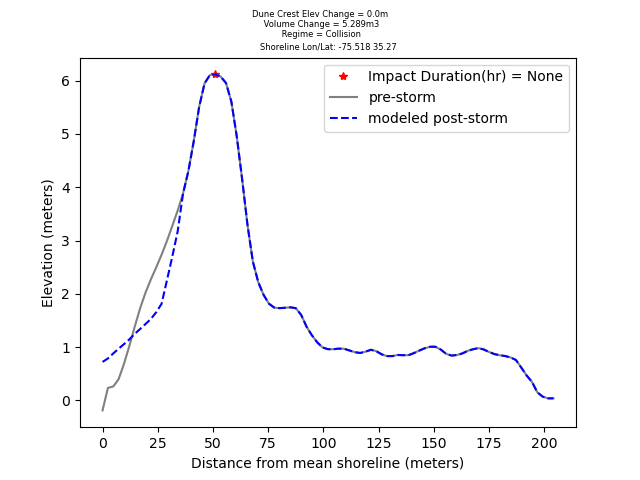 Dune Crest Elev Change = 0.0m
Volume Change = 5.289m3
Regime = Collision
Shoreline Lon/Lat: -75.518 35.27
Impact Duration(hr) = None
pre-storm
modeled post-storm
Elevation (meters)
6
5
4
3
2
1
0
0 25 50 75 100 125 150 175 200
Distance from mean shoreline (meters)